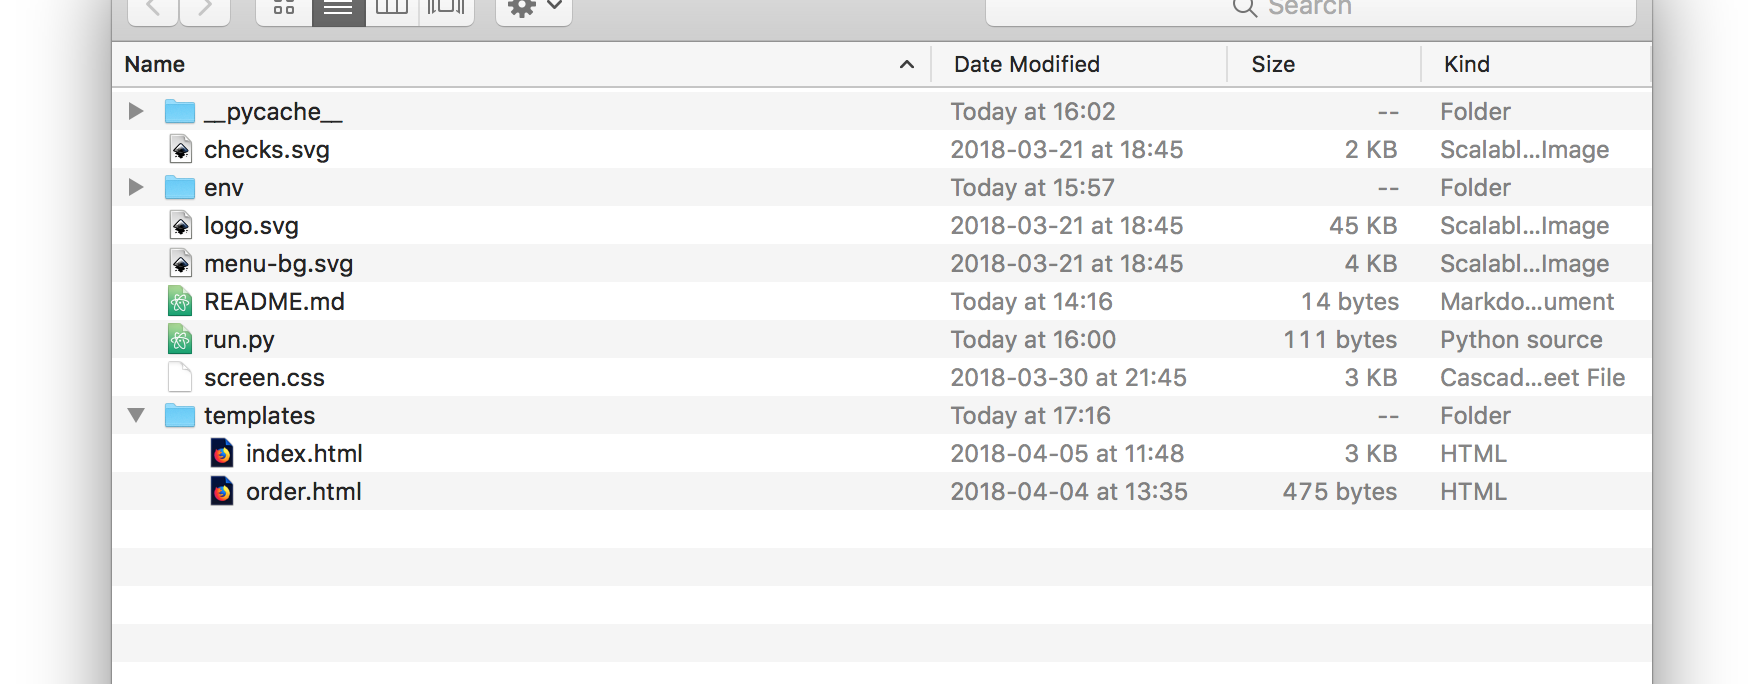 Search
Name Date Modified Size Kind
__pycache__ Today at 16:02 -- Folder
checks.svg 2018-03-21 at 18:45 2 KB Scalabl...Image
env Today at 15:57 -- Folder
logo.svg 2018-03-21 at 18:45 45 KB Scalabl...Image
menu-bg.svg 2018-03-21 at 18:45 4 KB Scalabl...Image
README.md Today at 14:16 14 bytes Markdo...ument
run.py Today at 16:00 111 bytes Python source
screen.css 2018-03-30 at 21:45 3 KB Cascad...eet File
templates Today at 17:16 -- Folder
index.html 2018-04-05 at 11:48 3 KB HTML
order.html 2018-04-04 at 13:35 475 bytes HTML